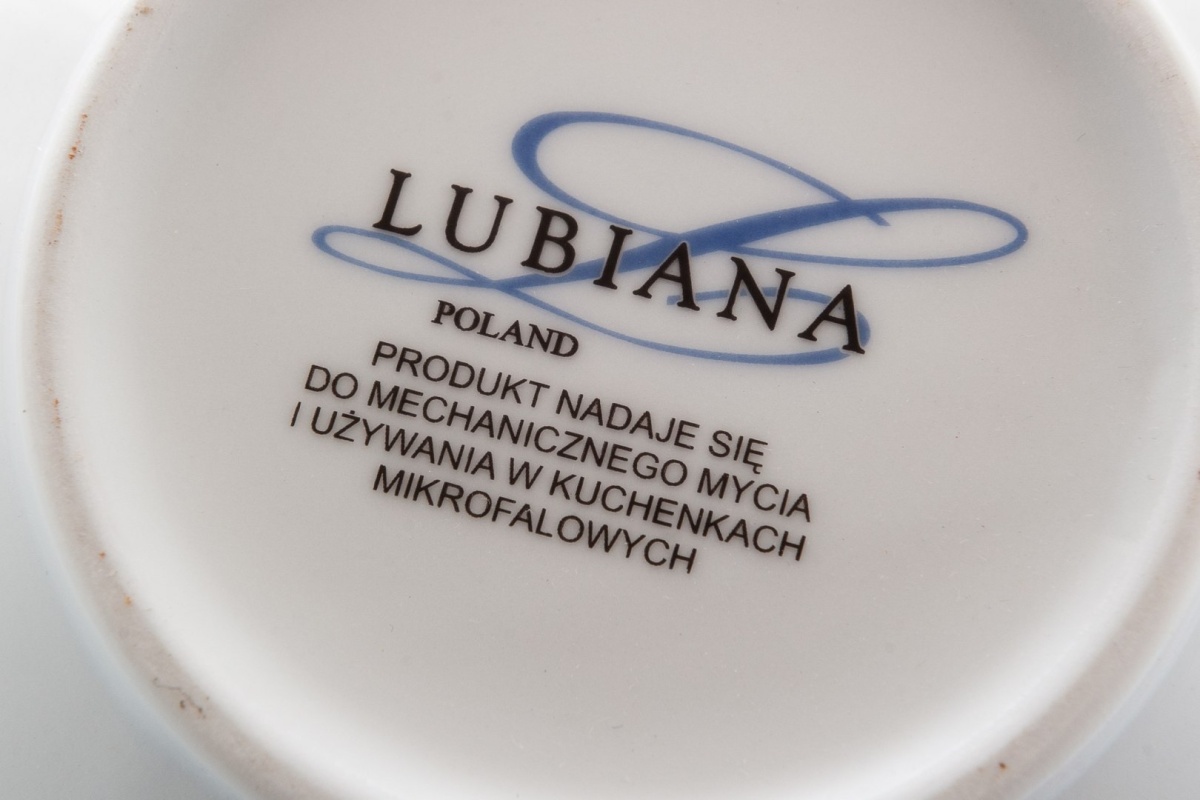 LUBIANA
POLAND
PRODUKT NADAJE SIĘ
DO MECHANICZNEGO MYCIA
I UŻYWANIA W KUCHENKACH
MIKROFALOWYCH